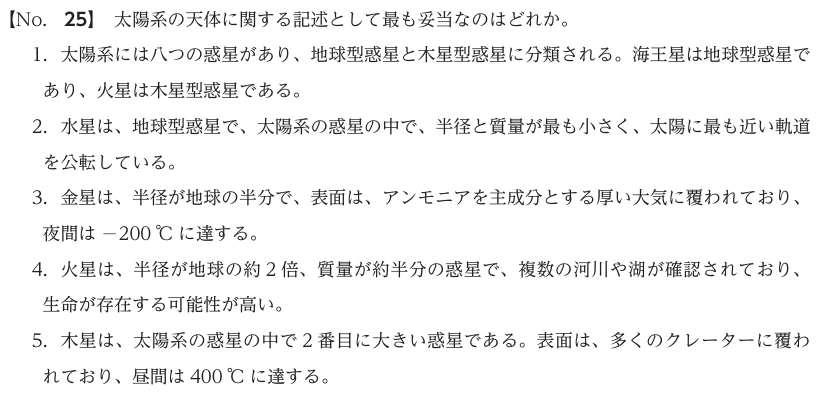 【No. 25】 太陽系の天体に関する記述として最も妥当なのはどれか。
1. 太陽系には八つの惑星があり、地球型惑星と木星型惑星に分類される。海王星は地球型惑星で
あり、火星は木星型惑星である。
2. 水星は、地球型惑星で、太陽系の惑星の中で、半径と質量が最も小さく、太陽に最も近い軌道
を公転している。
3. 金星は、半径が地球の半分で、表面は、アンモニアを主成分とする厚い大気に覆われており、
夜間は －200 ℃ に達する。
4. 火星は、半径が地球の約 2 倍、質量が約半分の惑星で、複数の河川や湖が確認されており、
生命が存在する可能性が高い。
5. 木星は、太陽系の惑星の中で 2 番目に大きい惑星である。表面は、多くのクレーターに覆わ
れており、昼間は 400 ℃ に達する。